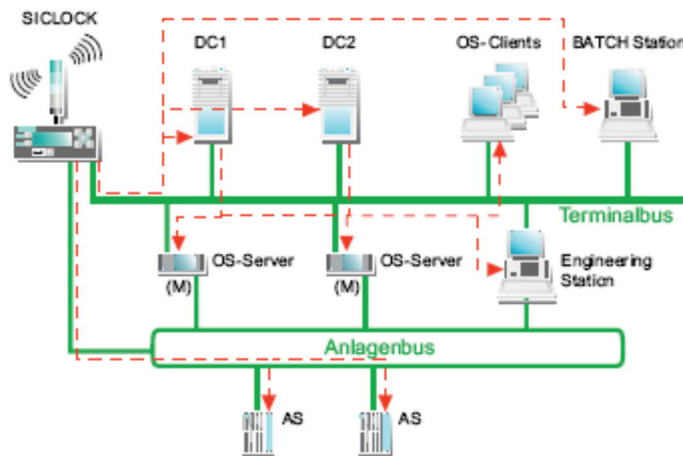 SICLOCK
DC1
DC2
OS-Clients
BATCH Station
Terminalbus
OS-Server
OS-Server
Engineering
Station
(M)
(M)
Anlagenbus
AS
AS